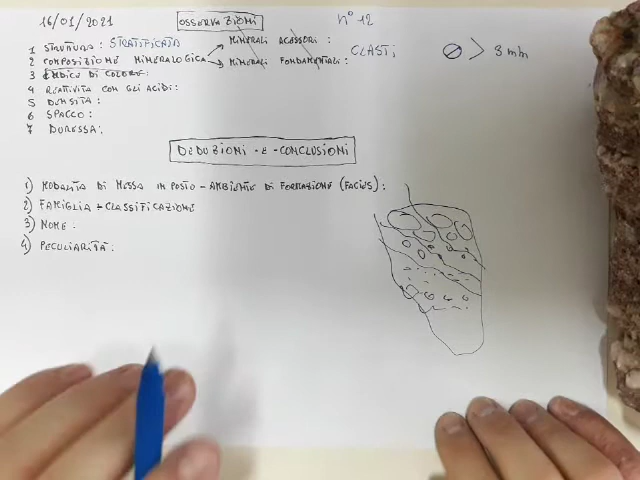 16/01/2021 OSSERVAZIONI n° 12
1 STRUTTURA: STRATIFICATA
2 COMPOSIZIONE MINERALOGICA MINERALI ACCESSORI: MINERALI FONDAMENTALI: CLASTI ⌀ > 3 mm
3 INDICE DI COLORE:
4 REATTIVITÀ CON GLI ACIDI:
5 DENSITÀ:
6 SPACCO:
7 DUREZZA:
DEDUZIONI - E - CONCLUSIONI
1) MODALITÀ DI MESSA IN POSTO - AMBIENTE DI FORMAZIONE (FACIES):
2) FAMIGLIA + CLASSIFICAZIONE
3) NOME:
4) PECULIARITÀ: